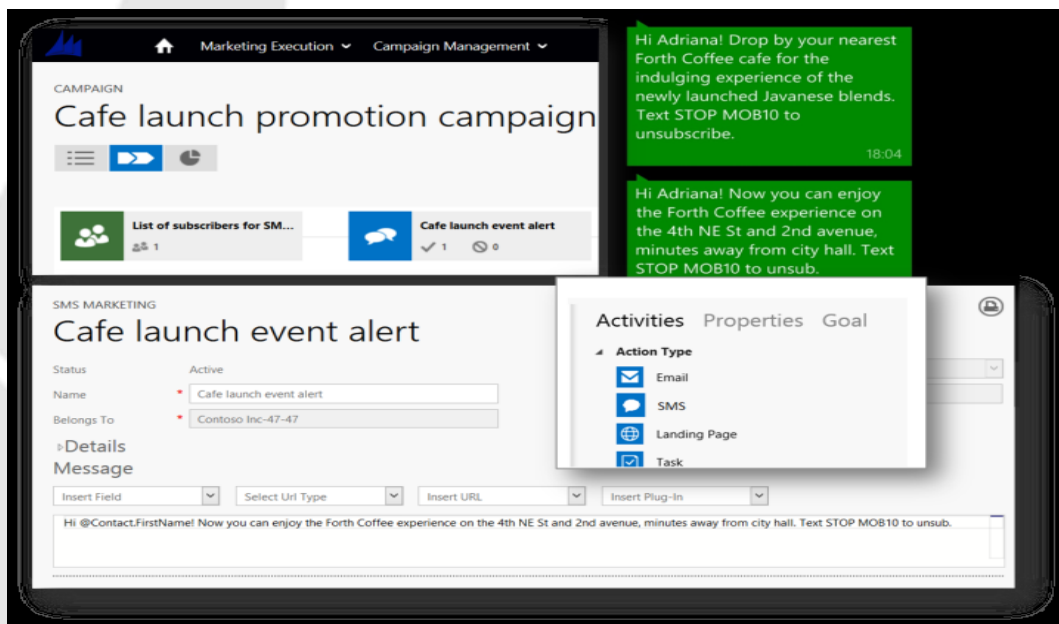 Marketing Execution
Campaign Management
CAMPAIGN
Cafe launch promotion campaign
List of subscribers for SM...
1
Cafe launch event alert
1
0
Hi Adriana! Drop by your nearest
Forth Coffee cafe for the
indulging experience of the
newly launched Javanese blends.
Text STOP MOB10 to
unsubscribe.
18:04
Hi Adriana! Now you can enjoy
the Forth Coffee experience on
the 4th NE St and 2nd avenue,
minutes away from city hall. Text
STOP MOB10 to unsub.
SMS MARKETING
Cafe launch event alert
Status Active
Name * Cafe launch event alert
Belongs To * Contoso Inc-47-47
Details
Message
Insert Field Select Url Type Insert URL Insert Plug-In
Hi @Contact.FirstName! Now you can enjoy the Forth Coffee experience on the 4th NE St and 2nd avenue, minutes away from city hall. Text STOP MOB10 to unsub.
Activities Properties Goal
Action Type
Email
SMS
Landing Page
Task